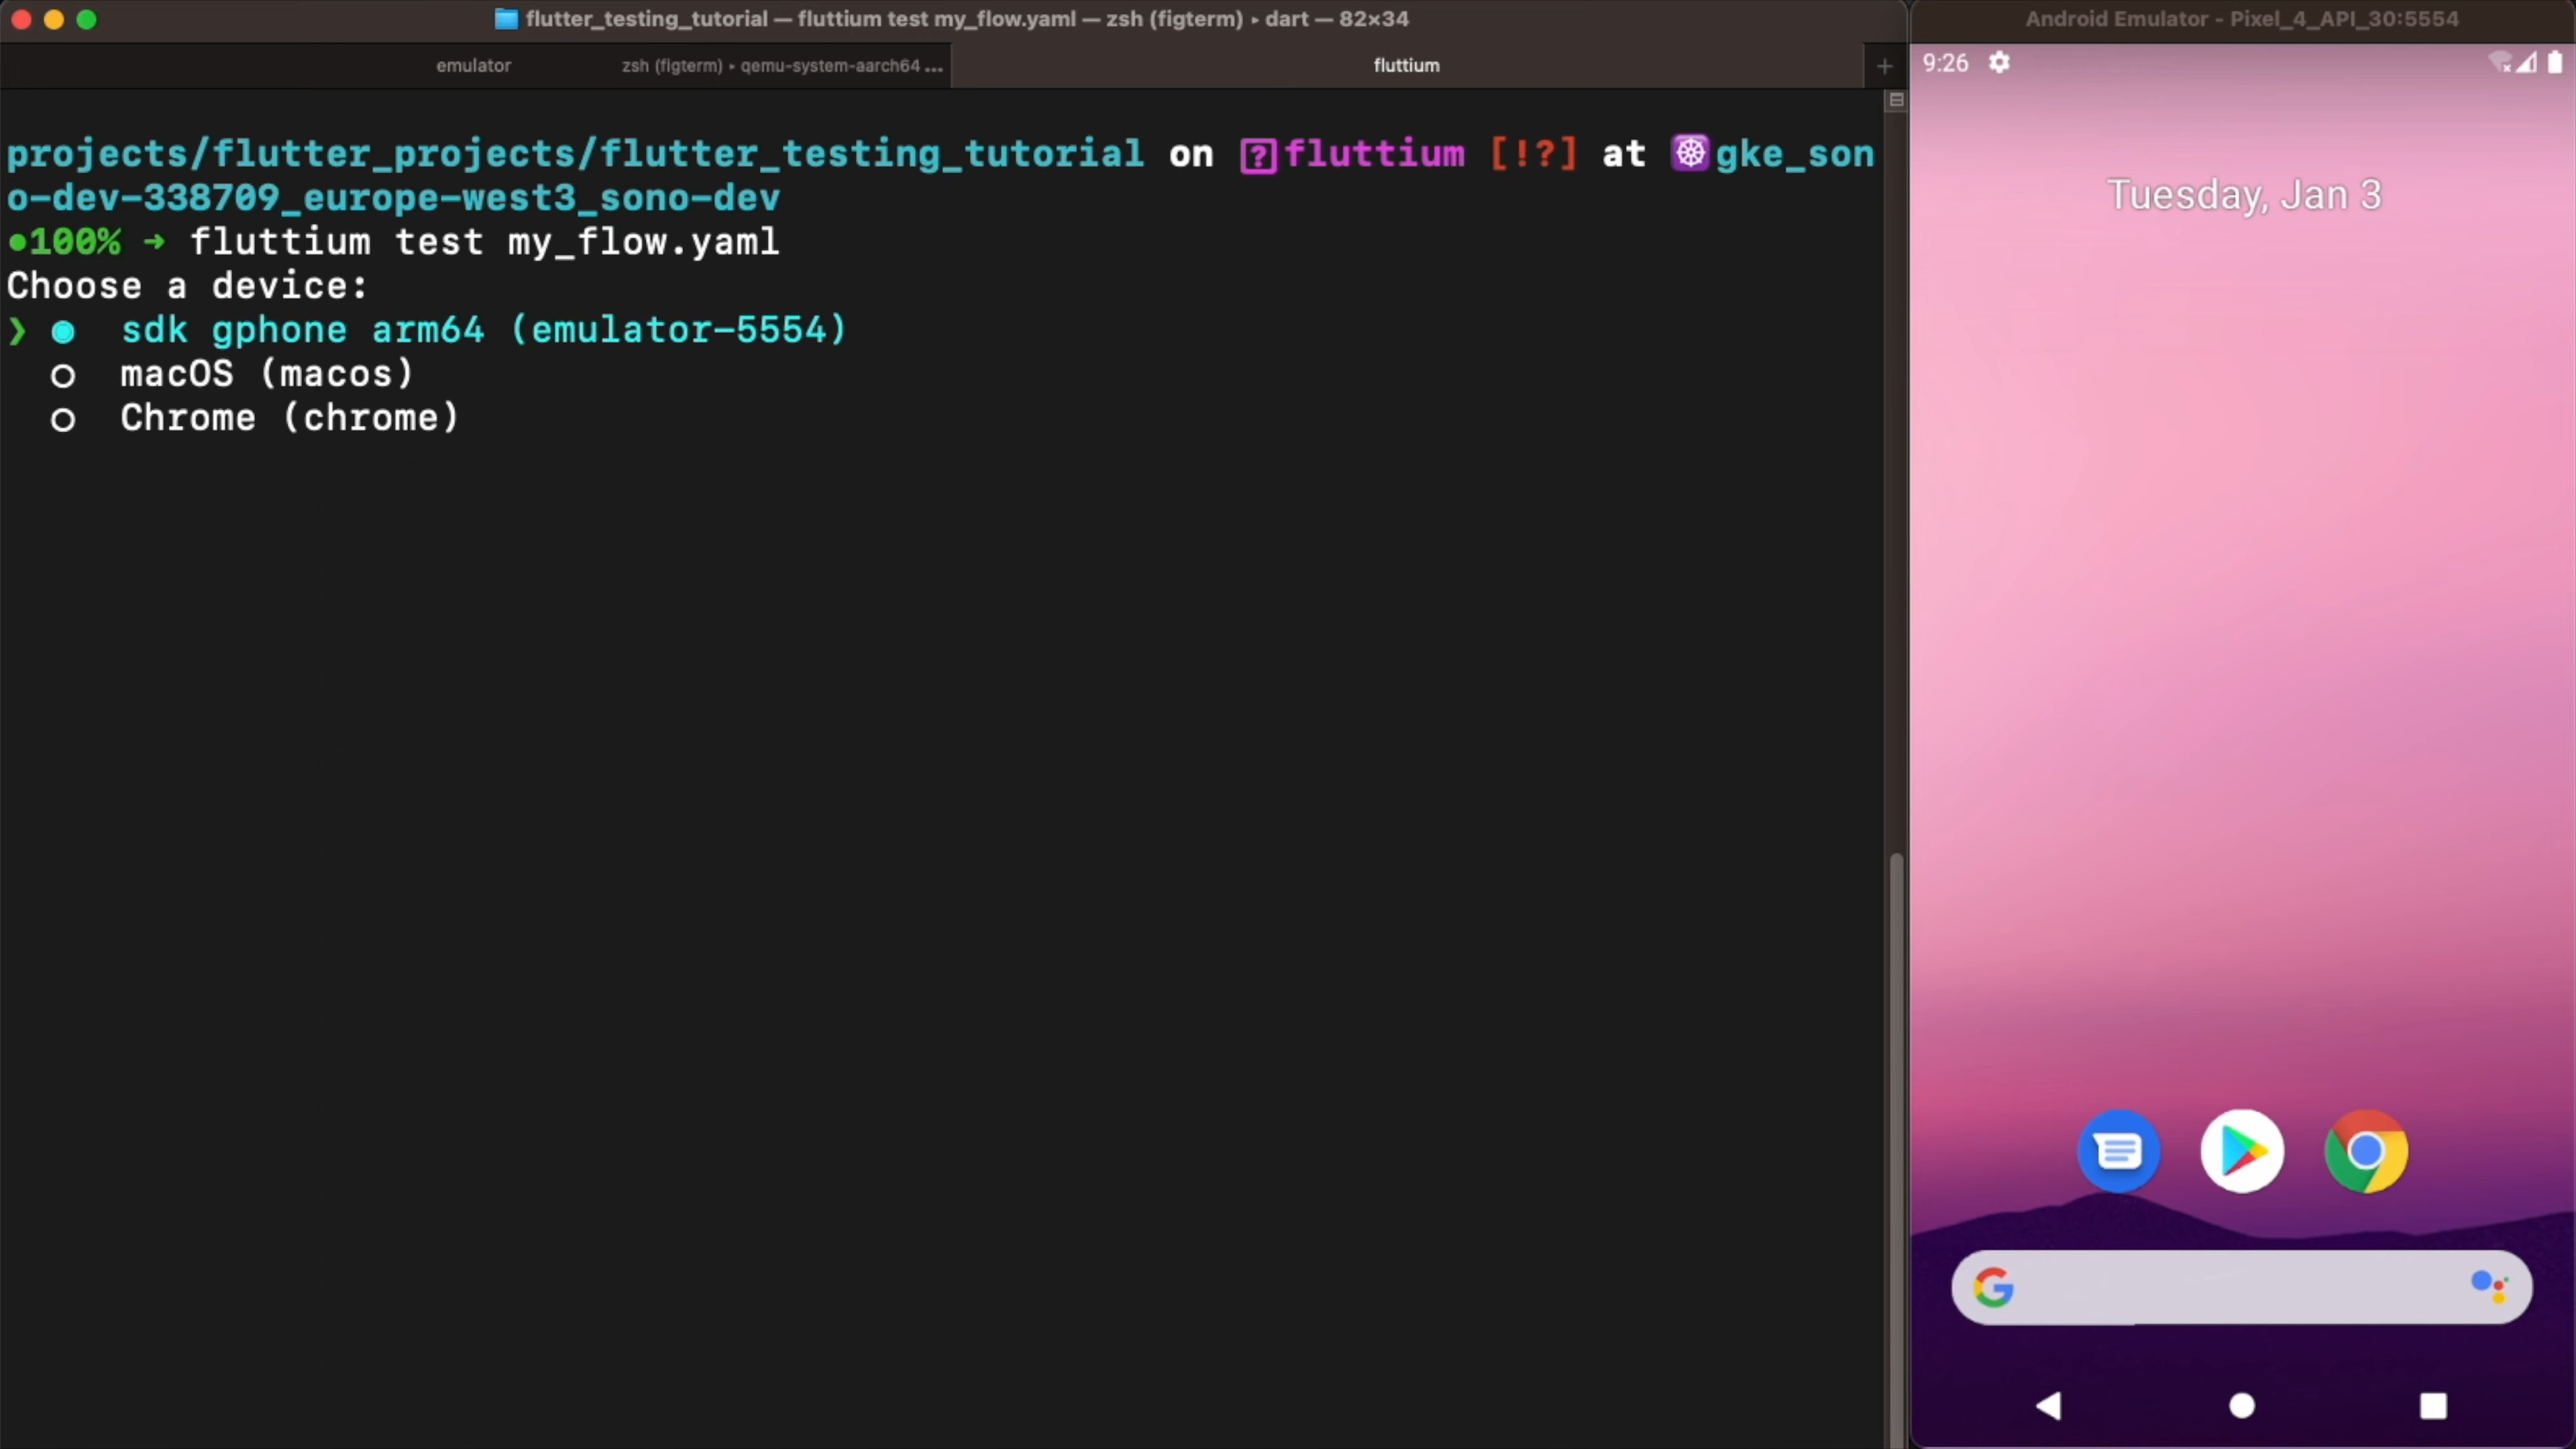 flutter_testing_tutorial — fluttium test my_flow.yaml — zsh (figterm) ▸ dart — 82×34
emulator zsh (figterm) ▸ qemu-system-aarch64 ...
fluttium
+
projects/flutter_projects/flutter_testing_tutorial on [?]fluttium [!?] at ☸gke_son
o-dev-338709_europe-west3_sono-dev
●100% ➜ fluttium test my_flow.yaml
Choose a device:
❯ ◉ sdk gphone arm64 (emulator-5554)
○ macOS (macos)
○ Chrome (chrome)
Android Emulator - Pixel_4_API_30:5554
9:26
Tuesday, Jan 3